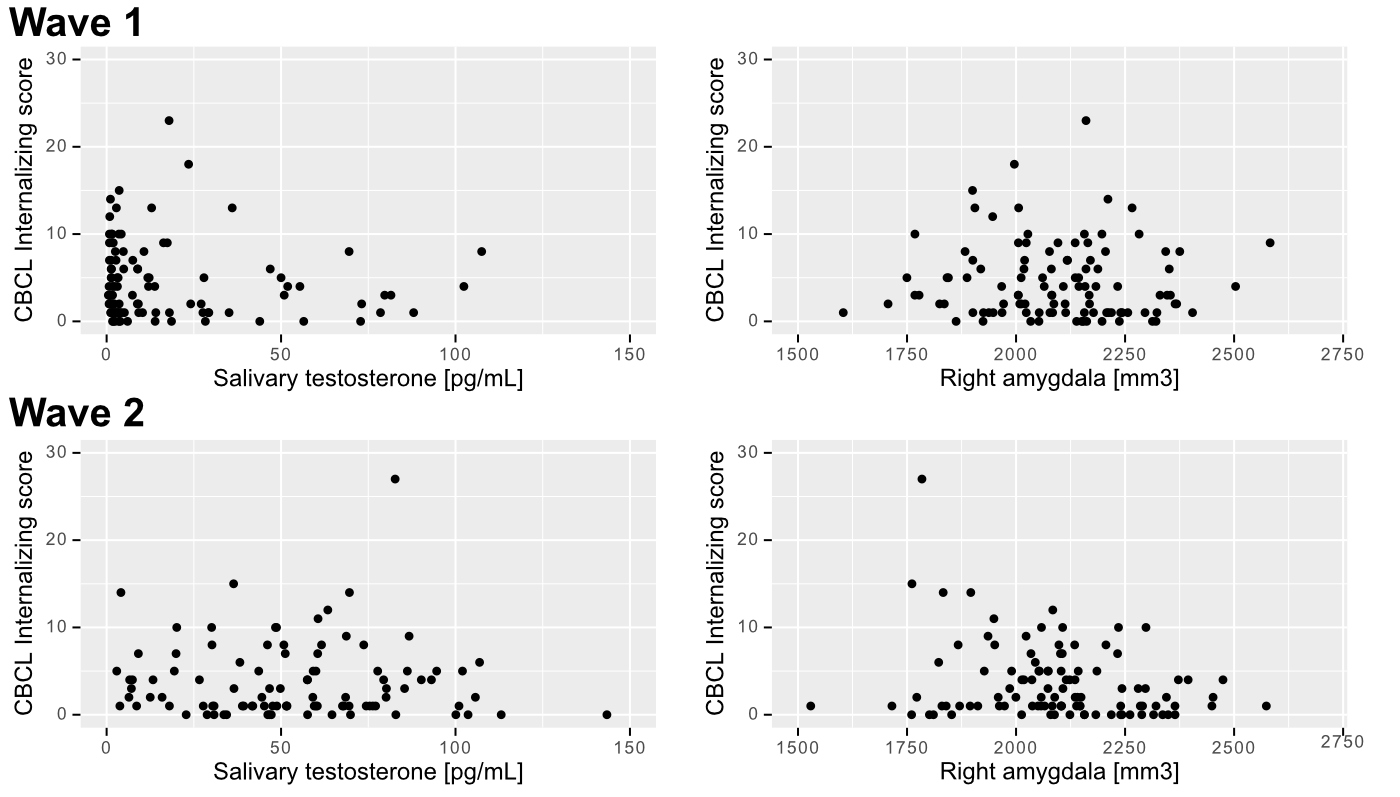 Wave 1
CBCL Internalizing score
30
20
10
0
0 50 100 150
Salivary testosterone [pg/mL]
CBCL Internalizing score
30
20
10
0
1500 1750 2000 2250 2500 2750
Right amygdala [mm3]
Wave 2
CBCL Internalizing score
30
20
10
0
0 50 100 150
Salivary testosterone [pg/mL]
CBCL Internalizing score
30
20
10
0
1500 1750 2000 2250 2500 2750
Right amygdala [mm3]